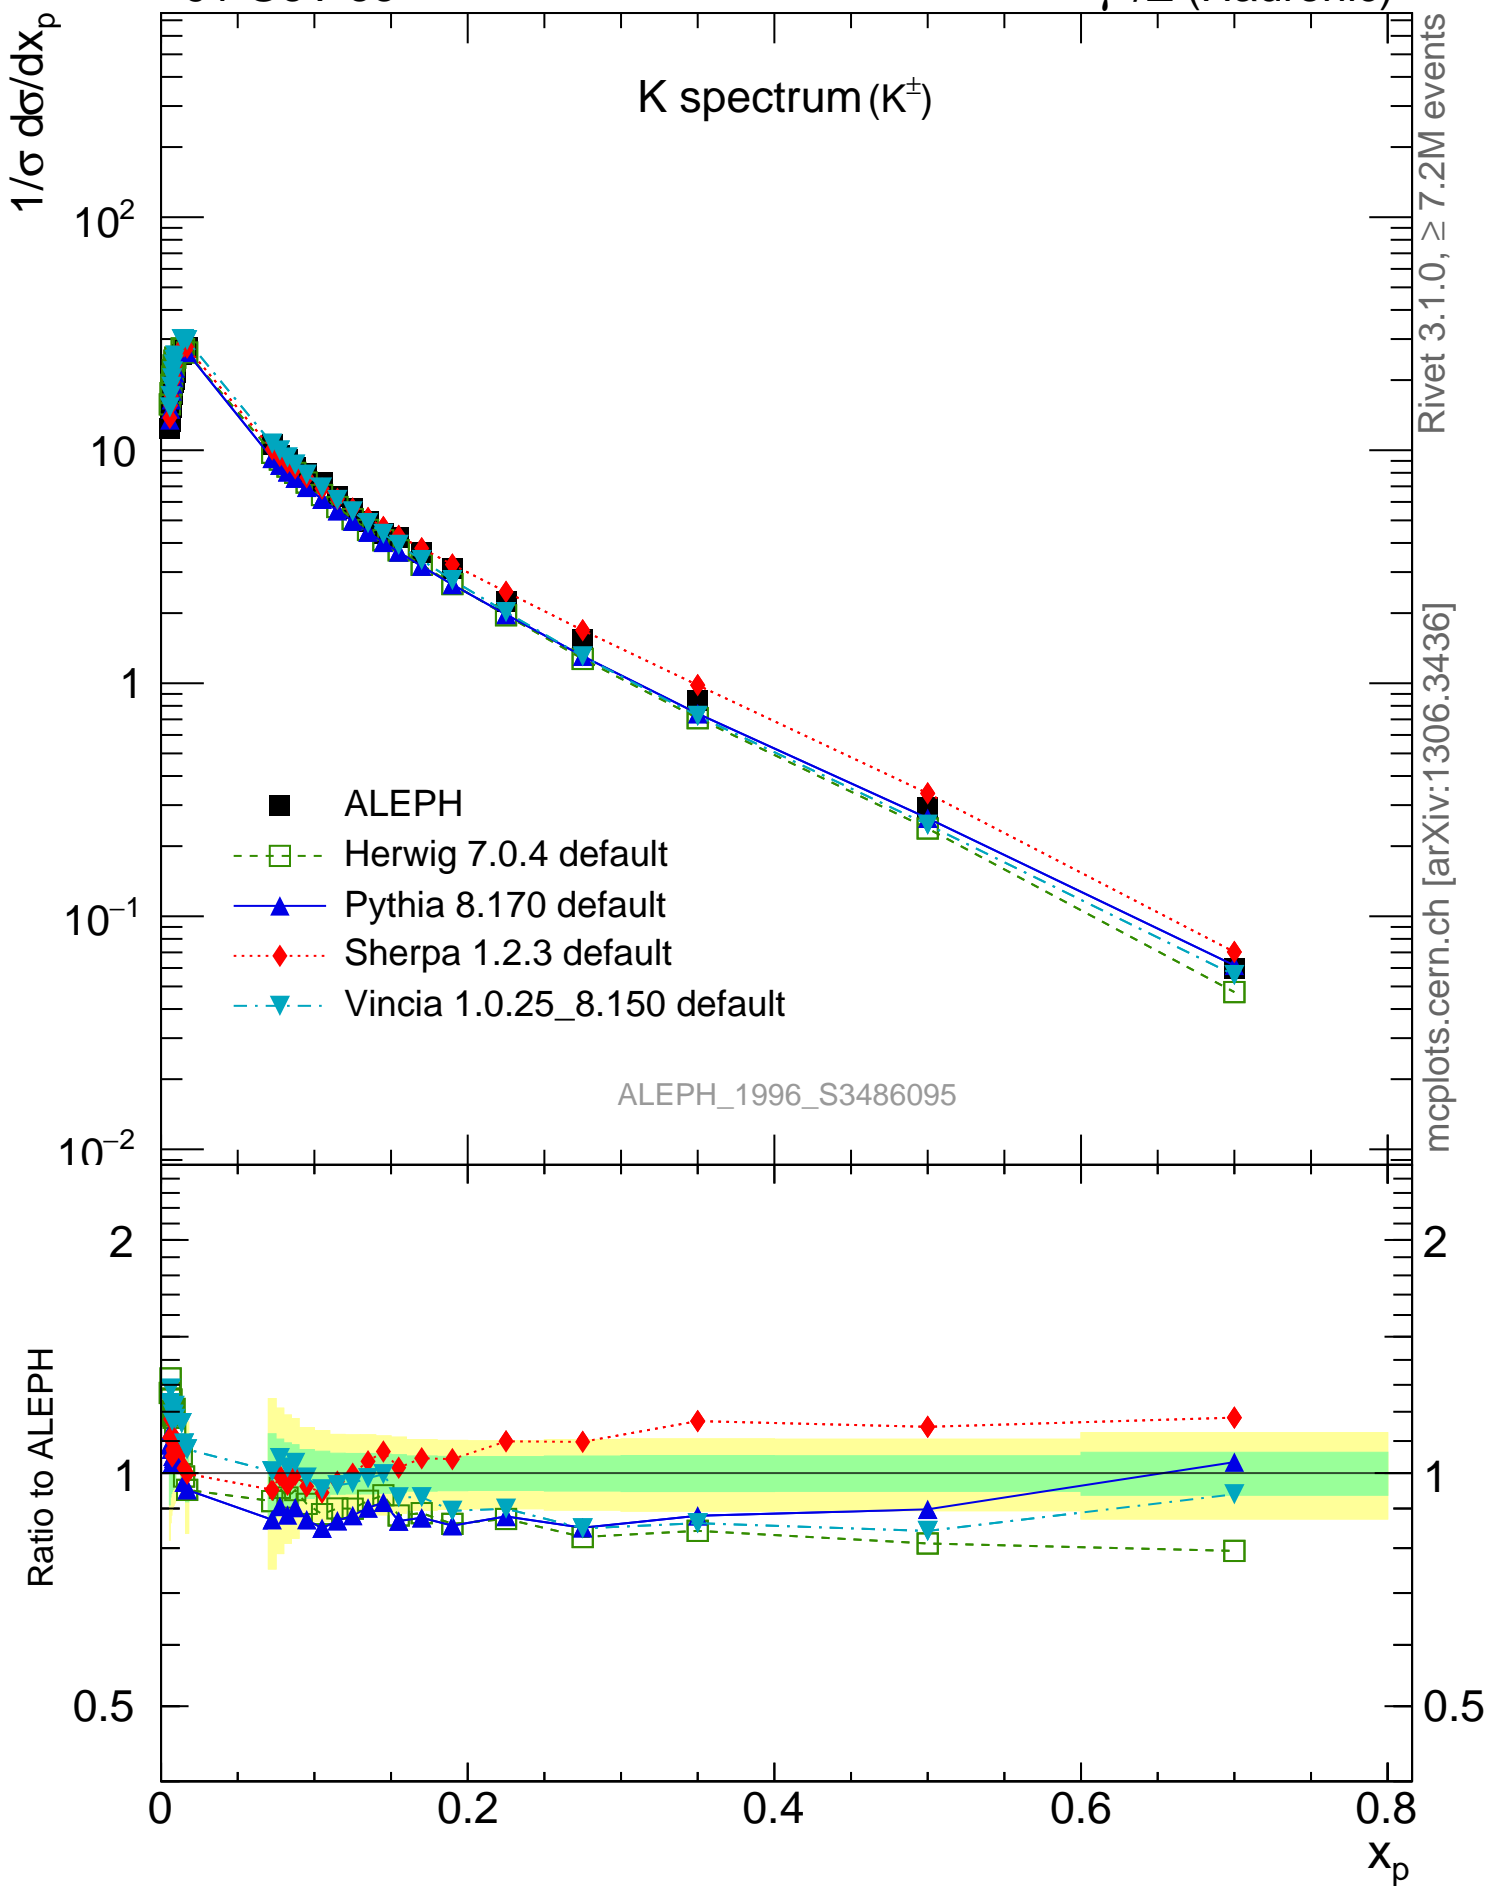 K spectrum (K±)
1/σ dσ/dx_p
10²
10
1
10⁻¹
10⁻²
ALEPH
Herwig 7.0.4 default
Pythia 8.170 default
Sherpa 1.2.3 default
Vincia 1.0.25_8.150 default
ALEPH_1996_S3486095
Rivet 3.1.0, ≥ 7.2M events
mcplots.cern.ch [arXiv:1306.3436]
Ratio to ALEPH
2
2
1
1
0.5
0.5
0
0.2
0.4
0.6
0.8
x_p